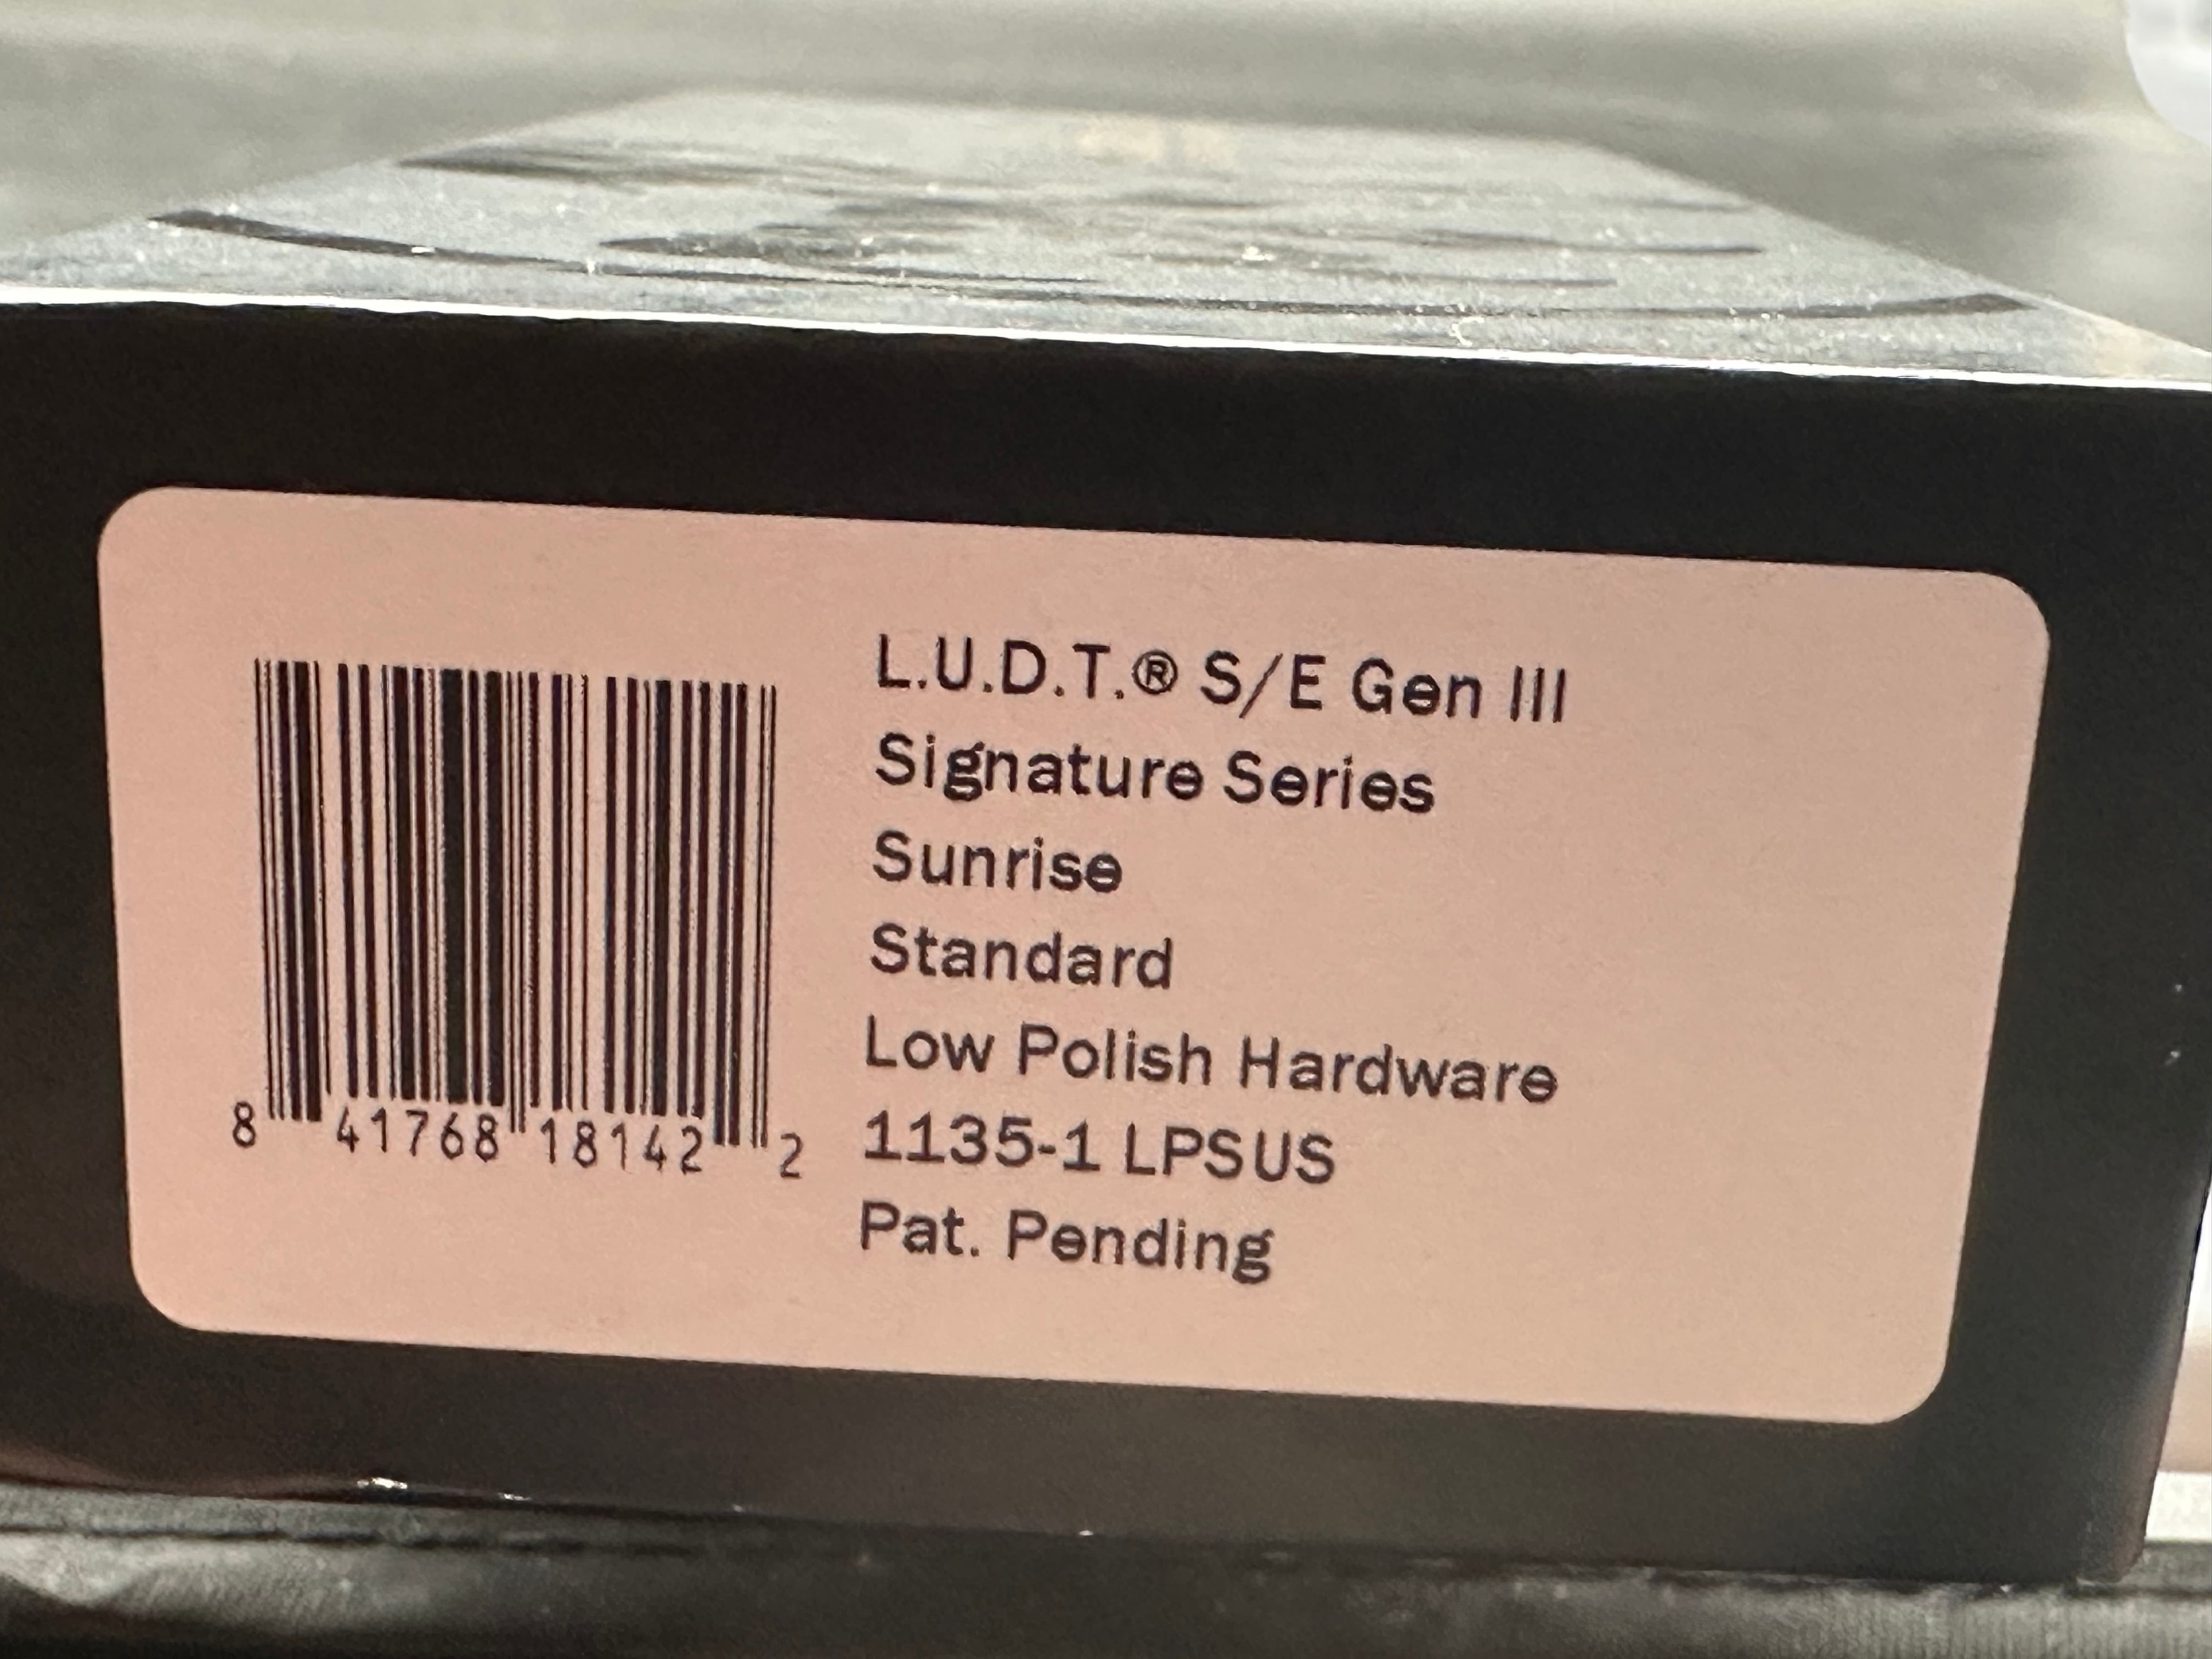 L.U.D.T.® S/E Gen III
Signature Series
Sunrise
Standard
Low Polish Hardware
1135-1 LPSUS
Pat. Pending
8 41768 18142 2